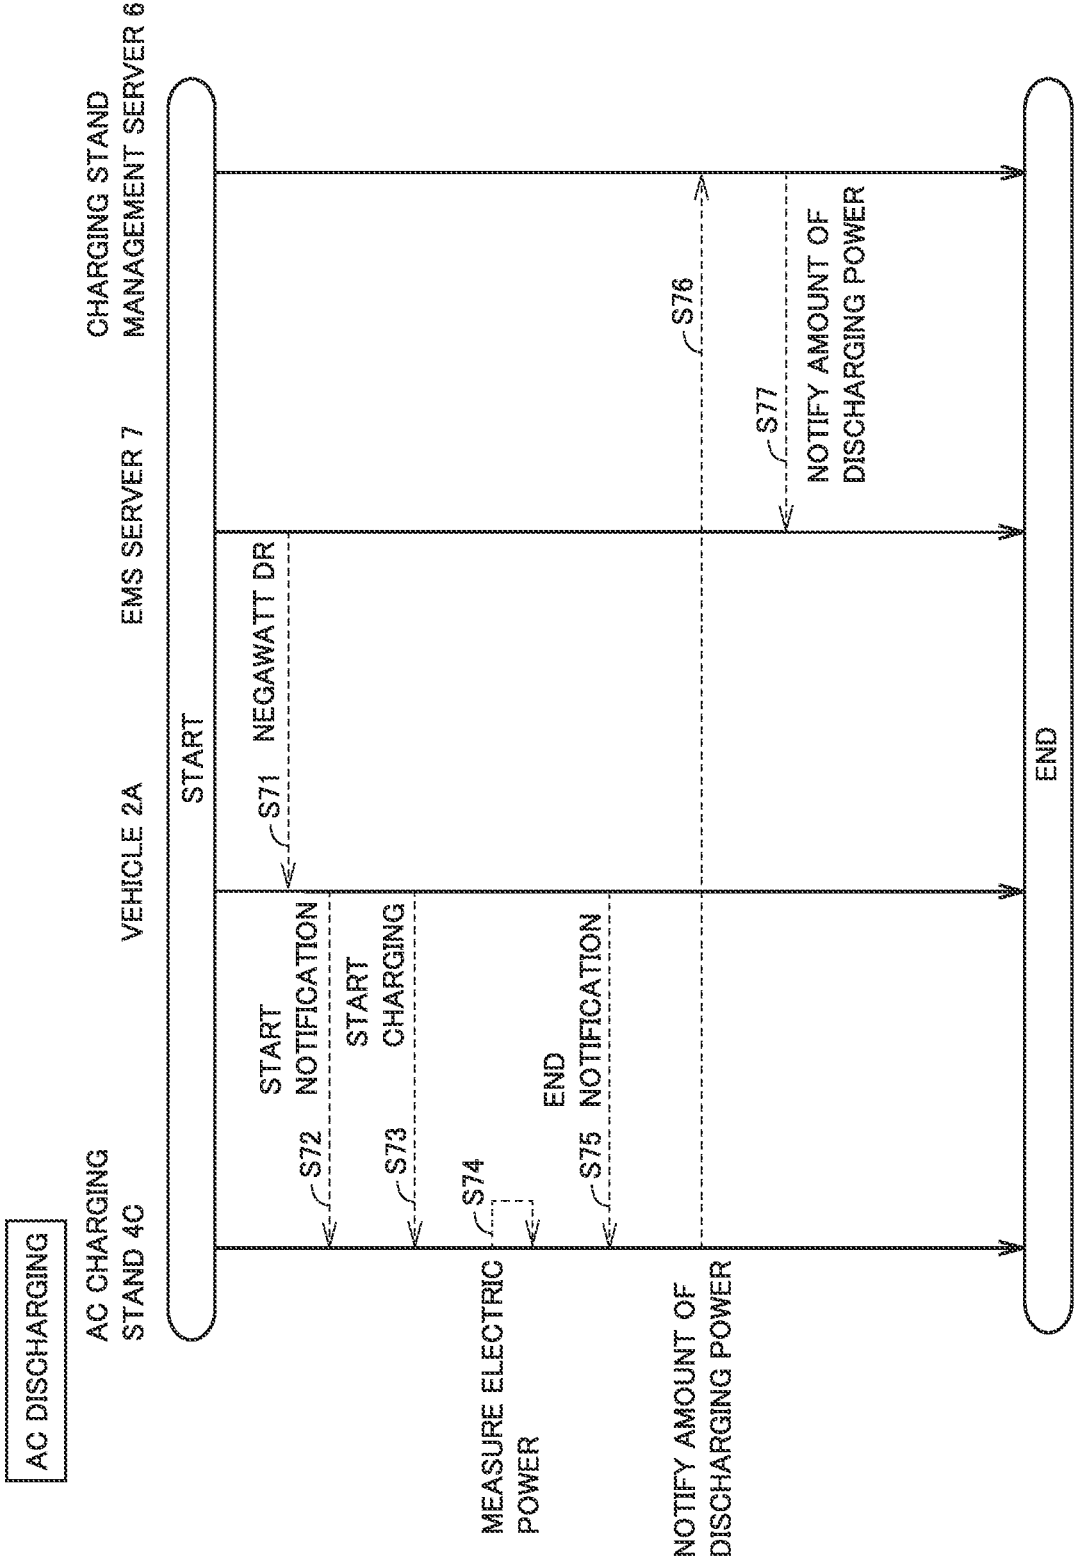 AC DISCHARGING
AC CHARGING
STAND 4C
VEHICLE 2A
EMS SERVER 7
CHARGING STAND
MANAGEMENT SERVER 6
START
S71
NEGAWATT DR
START
NOTIFICATION
S72
START
CHARGING
S73
MEASURE ELECTRIC
POWER
S74
END
NOTIFICATION
S75
NOTIFY AMOUNT OF
DISCHARGING POWER
S76
S77
NOTIFY AMOUNT OF
DISCHARGING POWER
END